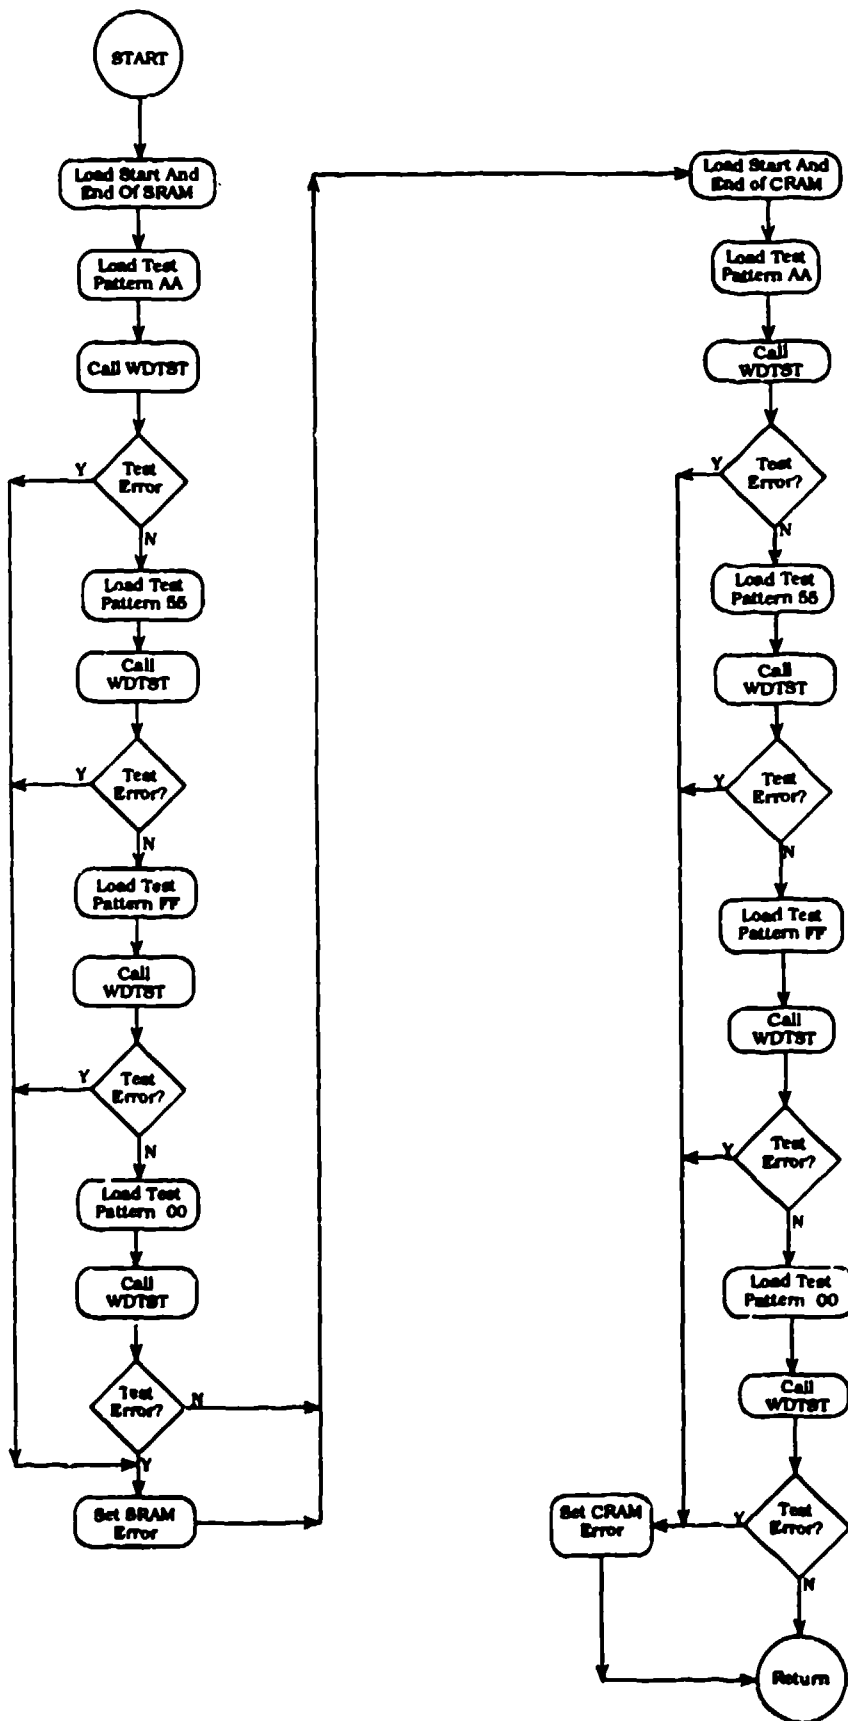 START
Load Start And
End Of SRAM
Load Test
Pattern AA
Call WDTST
Test
Error
Y
N
Load Test
Pattern 55
Call
WDTST
Test
Error?
Y
N
Load Test
Pattern FF
Call
WDTST
Test
Error?
Y
N
Load Test
Pattern 00
Call
WDTST
Test
Error?
N
Y
Set SRAM
Error
Load Start And
End of CRAM
Load Test
Pattern AA
Call
WDTST
Test
Error?
Y
N
Load Test
Pattern 55
Call
WDTST
Test
Error?
Y
N
Load Test
Pattern FF
Call
WDTST
Test
Error?
Y
N
Load Test
Pattern 00
Call
WDTST
Test
Error?
Y
N
Set CRAM
Error
Return